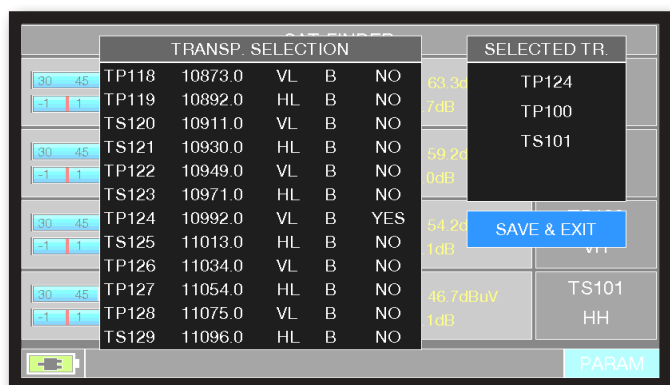 TRANSP. SELECTION
TP118 10873.0 VL B NO
TP119 10892.0 HL B NO
TS120 10911.0 VL B NO
TS121 10930.0 HL B NO
TP122 10949.0 VL B NO
TS123 10971.0 HL B NO
TP124 10992.0 VL B YES
TS125 11013.0 HL B NO
TP126 11034.0 VL B NO
TP127 11054.0 HL B NO
TP128 11075.0 VL B NO
TS129 11096.0 HL B NO
SELECTED TR.
TP124
TP100
TS101
SAVE & EXIT
30 45
-1 1
63.3d
7dB
30 45
-1 1
59.2d
0dB
30 45
-1 1
54.2d
1dB
30 45
-1 1
46.7dBuV
1dB
TS101
HH
PARAM